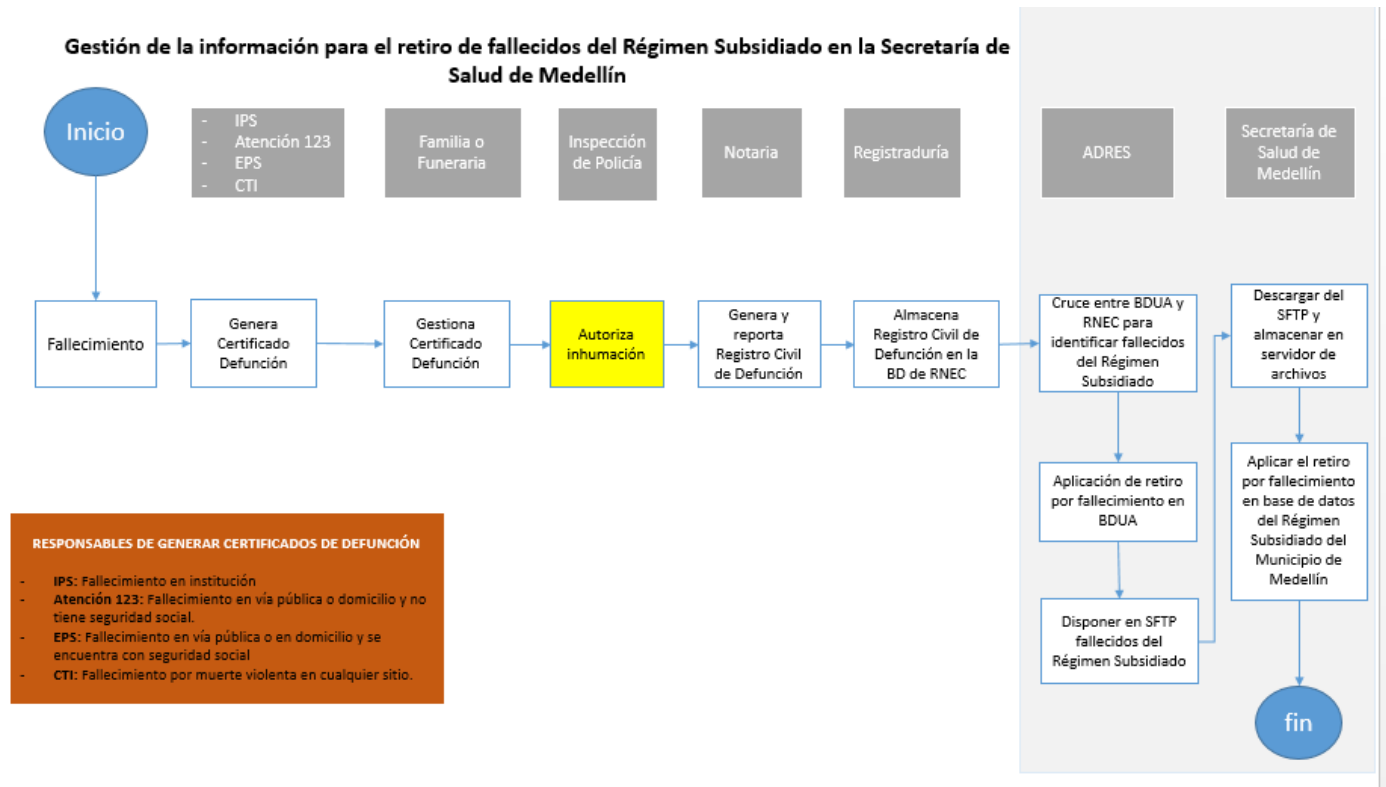 Gestión de la información para el retiro de fallecidos del Régimen Subsidiado en la Secretaría de
Salud de Medellín
Inicio
- IPS
- Atención 123
- EPS
- CTI
Familia o
Funeraria
Inspección
de Policía
Notaria
Registraduría
ADRES
Secretaría de
Salud de
Medellín
Fallecimiento
Genera
Certificado
Defunción
Gestiona
Certificado
Defunción
Autoriza
inhumación
Genera y
reporta
Registro Civil
de Defunción
Almacena
Registro Civil de
Defunción en la
BD de RNEC
Cruce entre BDUA y
RNEC para
identificar fallecidos
del Régimen
Subsidiado
Aplicación de retiro
por fallecimiento en
BDUA
Disponer en SFTP
fallecidos del
Régimen Subsidiado
Descargar del
SFTP y
almacenar en
servidor de
archivos
Aplicar el retiro
por fallecimiento
en base de datos
del Régimen
Subsidiado del
Municipio de
Medellín
fin
RESPONSABLES DE GENERAR CERTIFICADOS DE DEFUNCIÓN
- IPS: Fallecimiento en institución
- Atención 123: Fallecimiento en vía pública o domicilio y no
tiene seguridad social.
- EPS: Fallecimiento en vía pública o en domicilio y se
encuentra con seguridad social
- CTI: Fallecimiento por muerte violenta en cualquier sitio.